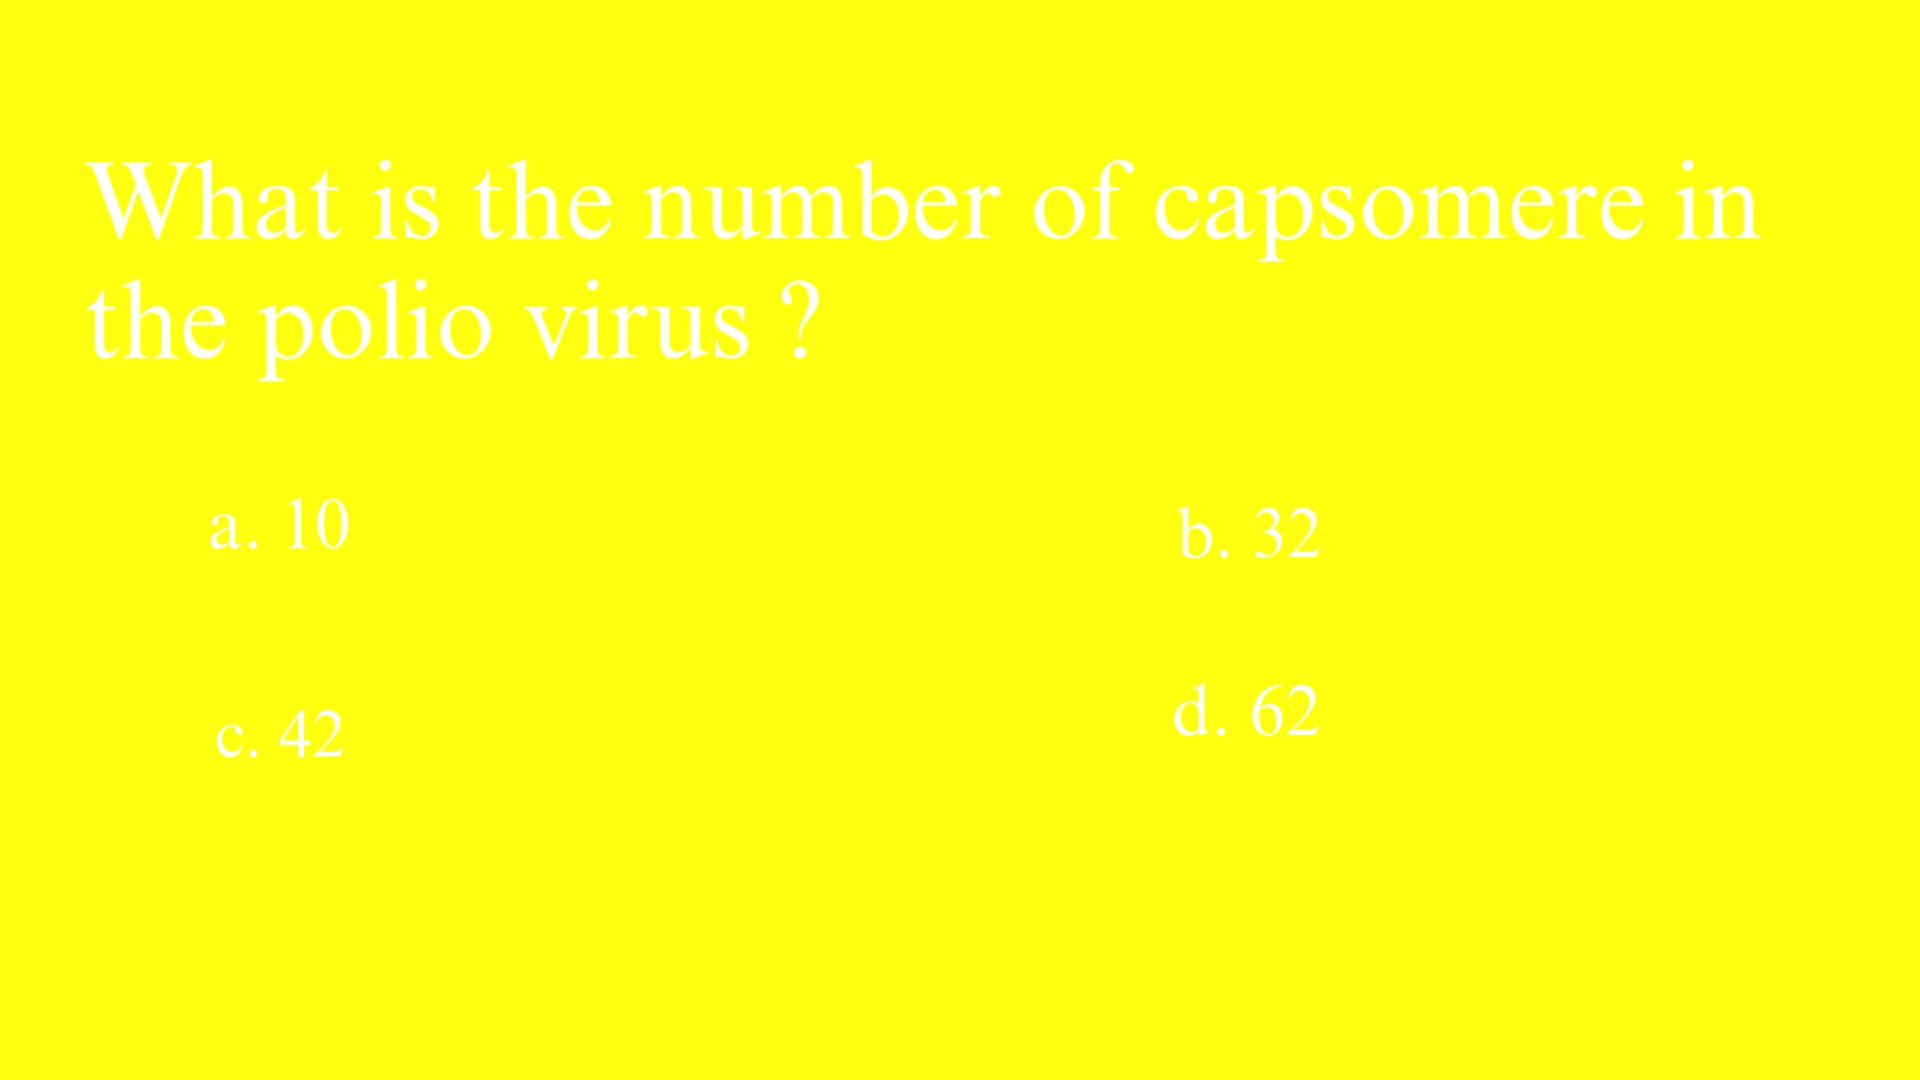 What is the number of capsomere in
the polio virus ?
a. 10
b. 32
c. 42
d. 62